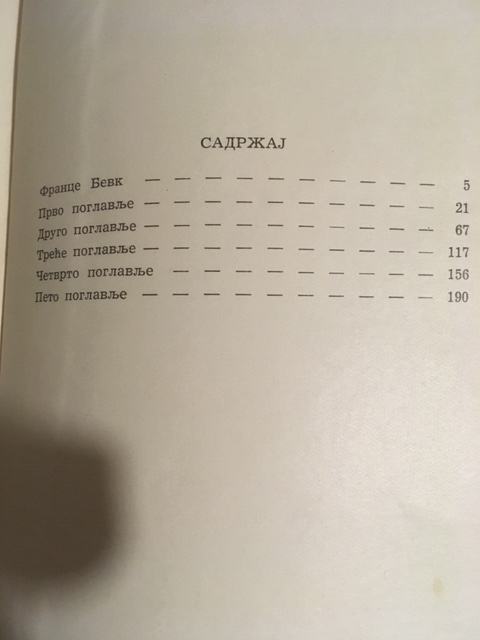 САДРЖАЈ
Франце Бевк — — — — — — — — — — 5
Прво поглавље — — — — — — — — — — 21
Друго поглавље — — — — — — — — — — 67
Треће поглавље — — — — — — — — — — 117
Четврто поглавље — — — — — — — — — 156
Пето поглавље — — — — — — — — — — 190